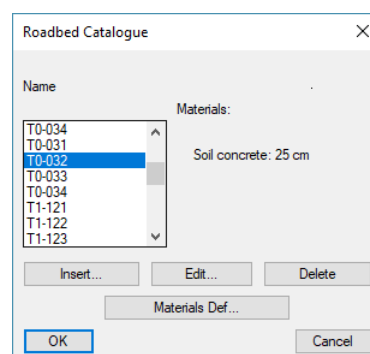 Roadbed Catalogue
Name
Materials:
T0-034
T0-031
T0-032
T0-033
T0-034
T1-121
T1-122
T1-123
Soil concrete: 25 cm
Insert...
Edit...
Delete
Materials Def...
OK
Cancel